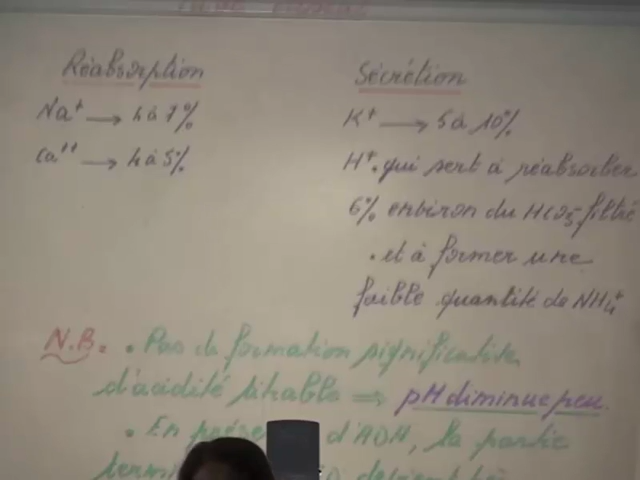 Réabsorption
Na⁺ → 4 à 7%
Ca⁺⁺ → 4 à 5%
Sécrétion
K⁺ → 5 à 10%
H⁺ . qui sert à réabsorber
6% environ du HCO₃⁻ filtré
. et à former une
faible quantité de NH₄⁺
N.B. • Pas de formation significative
d'acidité titrable ⇒ pH diminue peu.
• En d'ADH, la partie